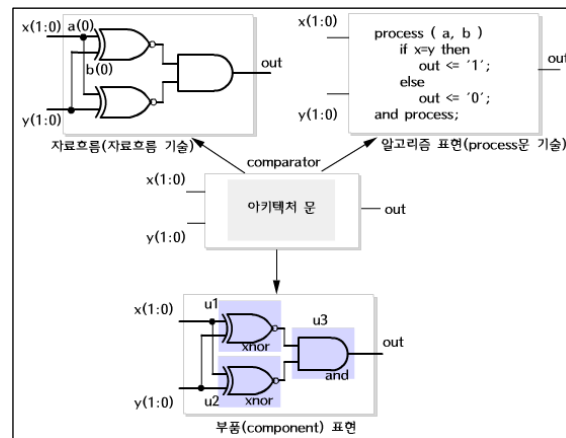 x(1:0)
a(0)
b(0)
y(1:0)
out
자료흐름(자료흐름 기술)
x(1:0)
y(1:0)
process ( a, b )
if x=y then
out <= ‘1’;
else
out <= ‘0’;
and process;
out
알고리즘 표현(process문 기술)
comparator
x(1:0)
y(1:0)
아키텍처 문
out
x(1:0)
u1
xnor
u3
and
out
y(1:0)
u2
xnor
부품(component) 표현